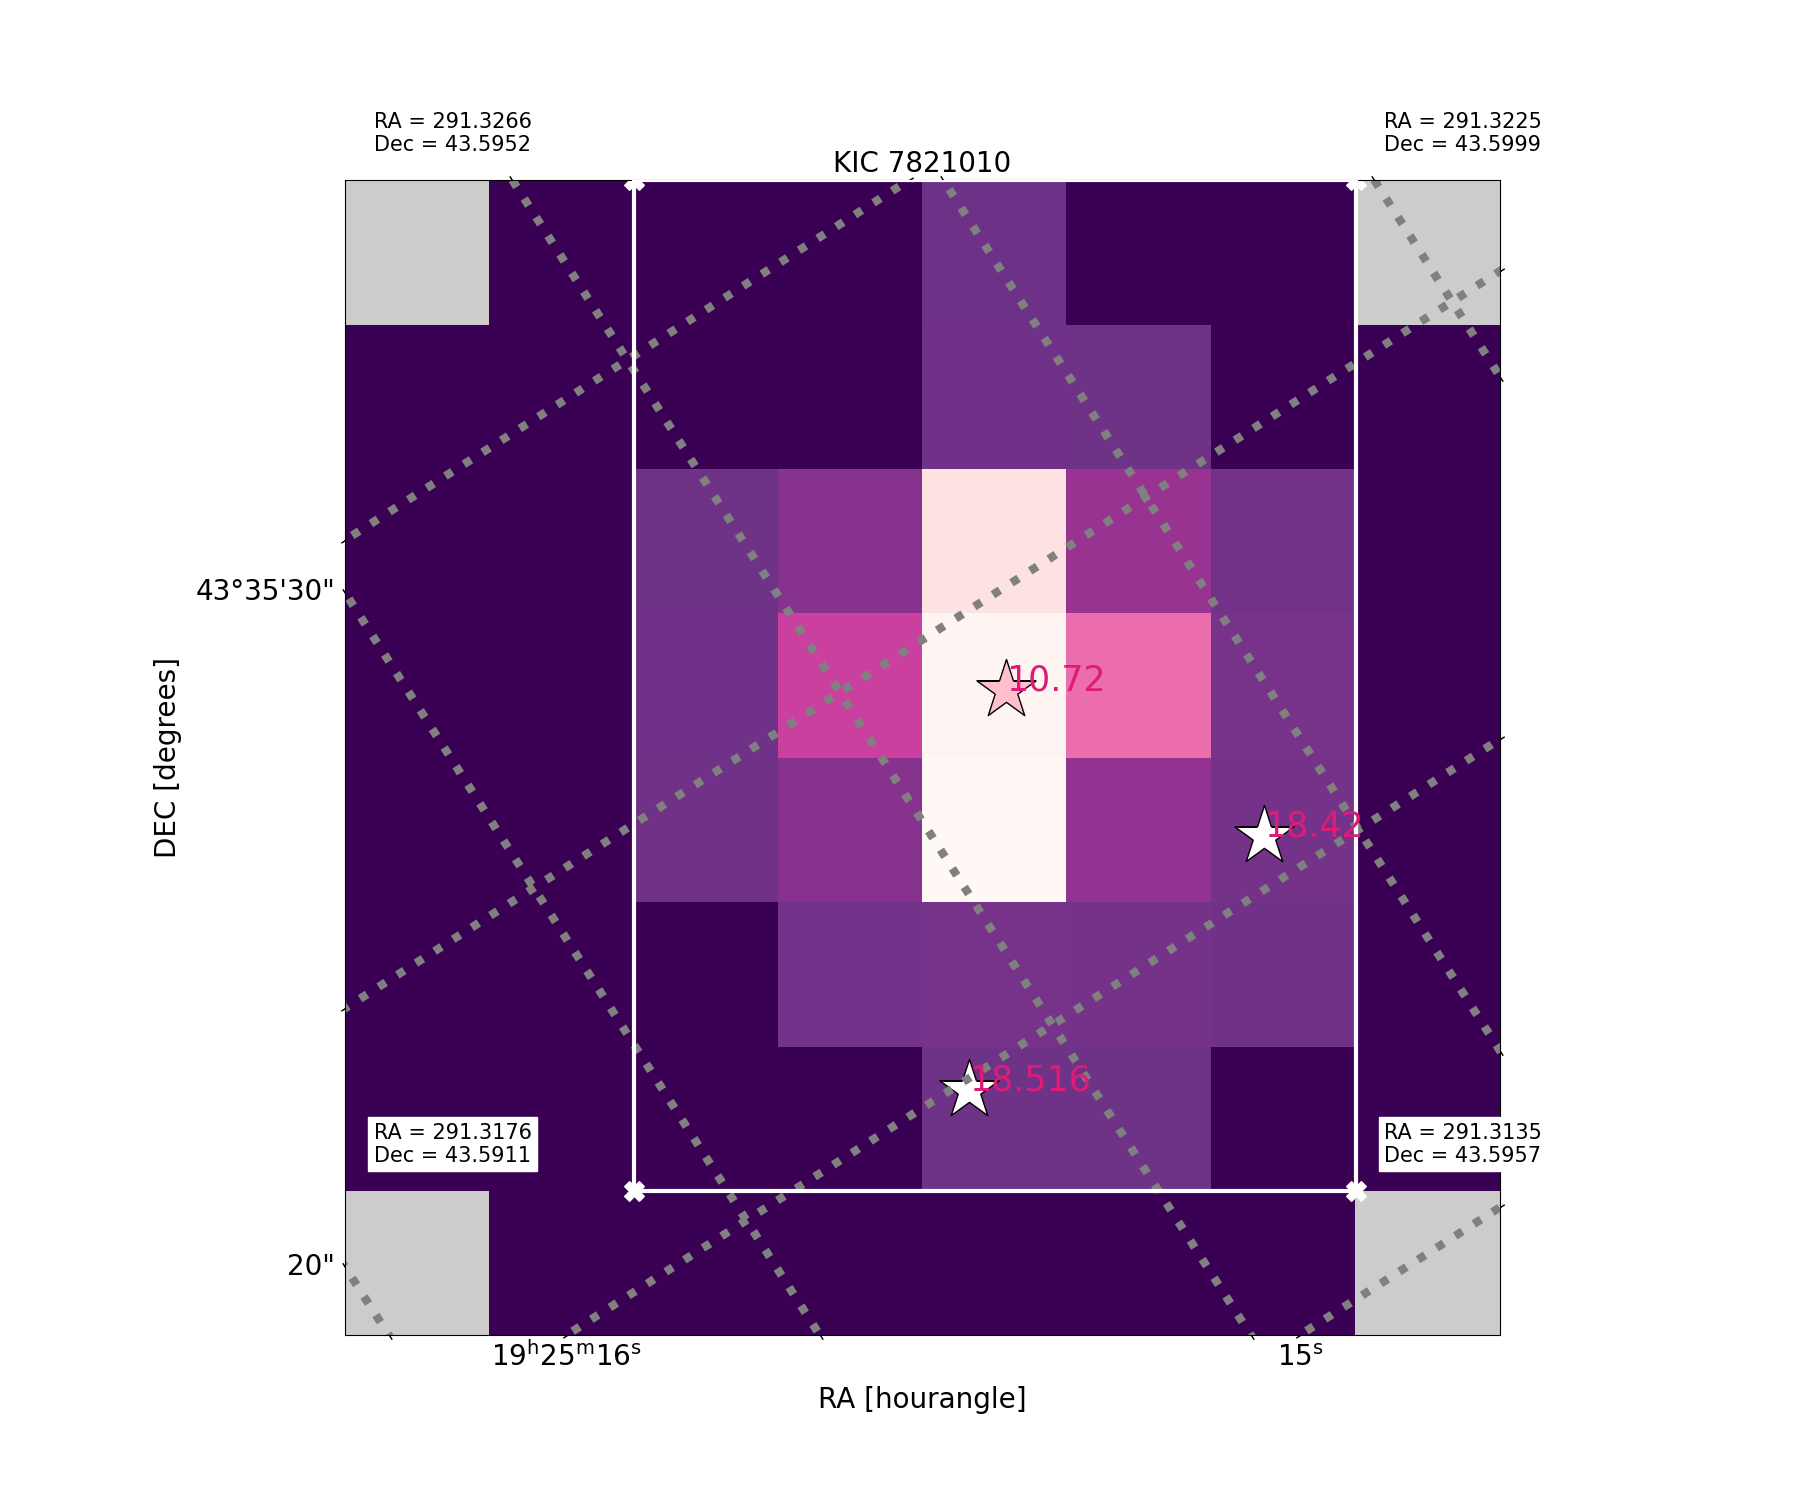 RA = 291.3266
Dec = 43.5952
RA = 291.3225
Dec = 43.5999
KIC 7821010
43°35'30"
10.72
18.42
DEC [degrees]
18.516
RA = 291.3176
Dec = 43.5911
RA = 291.3135
Dec = 43.5957
20"
19ʰ25ᵐ16ˢ
15ˢ
RA [hourangle]